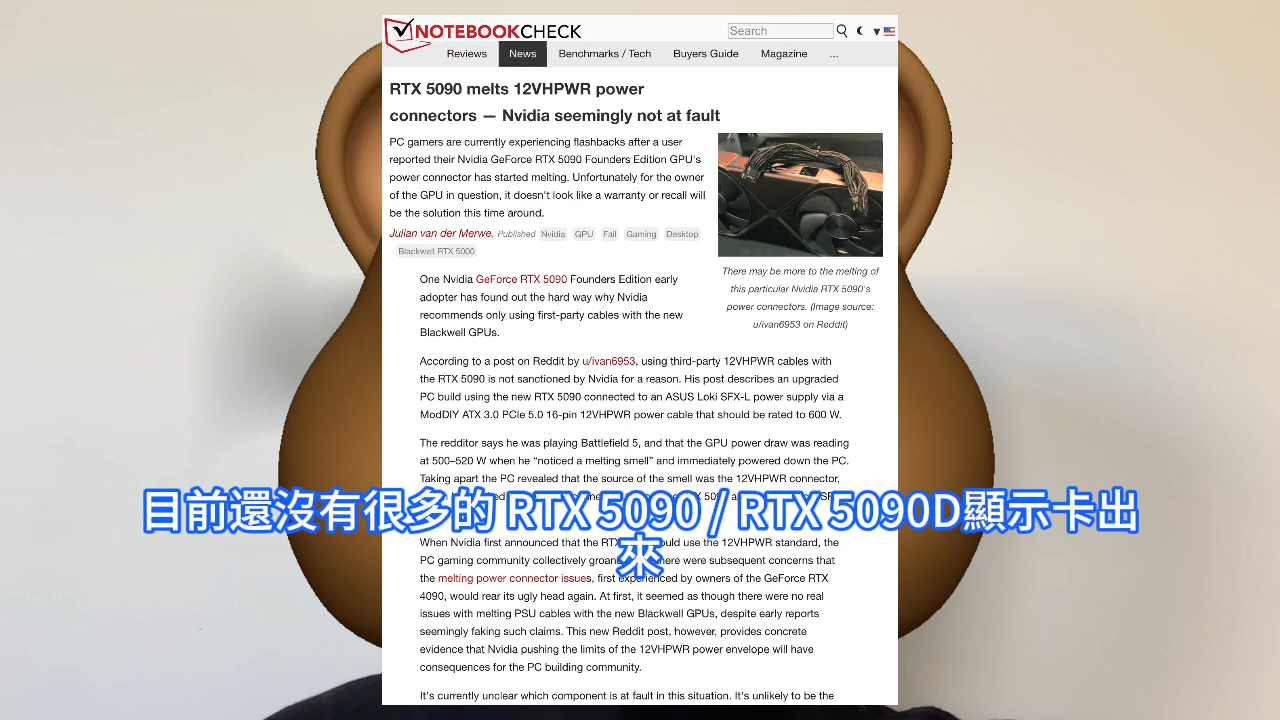 NOTEBOOKCHECK
Search
Reviews
News
Benchmarks / Tech
Buyers Guide
Magazine
...
RTX 5090 melts 12VHPWR power
connectors — Nvidia seemingly not at fault
PC gamers are currently experiencing flashbacks after a user
reported their Nvidia GeForce RTX 5090 Founders Edition GPU's
power connector has started melting. Unfortunately for the owner
of the GPU in question, it doesn't look like a warranty or recall will
be the solution this time around.
Julian van der Merwe, Published Nvidia GPU Fail Gaming Desktop
Blackwell RTX 5000
There may be more to the melting of
this particular Nvidia RTX 5090's
power connectors. (Image source:
u/ivan6953 on Reddit)
One Nvidia GeForce RTX 5090 Founders Edition early
adopter has found out the hard way why Nvidia
recommends only using first-party cables with the new
Blackwell GPUs.
According to a post on Reddit by u/ivan6953, using third-party 12VHPWR cables with
the RTX 5090 is not sanctioned by Nvidia for a reason. His post describes an upgraded
PC build using the new RTX 5090 connected to an ASUS Loki SFX-L power supply via a
ModDIY ATX 3.0 PCIe 5.0 16-pin 12VHPWR power cable that should be rated to 600 W.
The redditor says he was playing Battlefield 5, and that the GPU power draw was reading
at 500–520 W when he “noticed a melting smell” and immediately powered down the PC.
Taking apart the PC revealed that the source of the smell was the 12VHPWR connector,
目前還沒有很多的 RTX 5090 / RTX 5090D顯示卡出
來
When Nvidia first announced that the RTX use the 12VHPWR standard, the
PC gaming community collectively there were subsequent concerns that
the melting power connector issues, first experienced by owners of the GeForce RTX
4090, would rear its ugly head again. At first, it seemed as though there were no real
issues with melting PSU cables with the new Blackwell GPUs, despite early reports
seemingly faking such claims. This new Reddit post, however, provides concrete
evidence that Nvidia pushing the limits of the 12VHPWR power envelope will have
consequences for the PC building community.
It's currently unclear which component is at fault in this situation. It's unlikely to be the